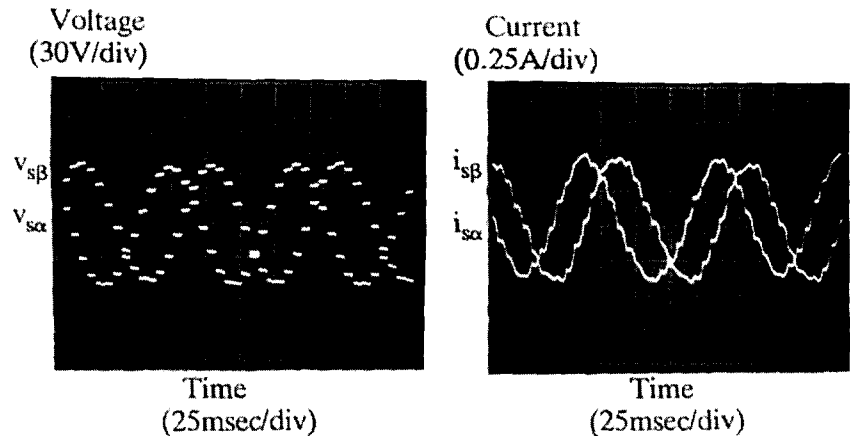 Voltage
(30V/div)
vsβ
vsα
Time
(25msec/div)
Current
(0.25A/div)
isβ
isα
Time
(25msec/div)